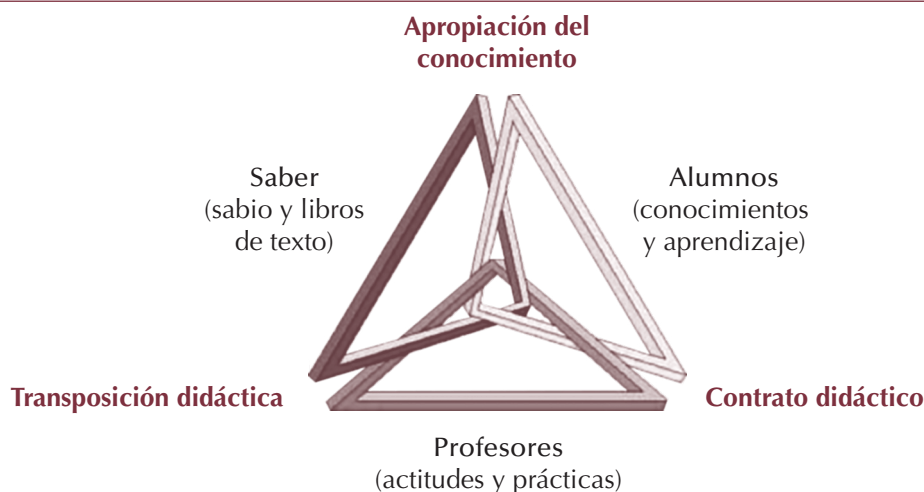 Apropiación del
conocimiento
Saber
(sabio y libros
de texto)
Alumnos
(conocimientos
y aprendizaje)
Transposición didáctica
Contrato didáctico
Profesores
(actitudes y prácticas)